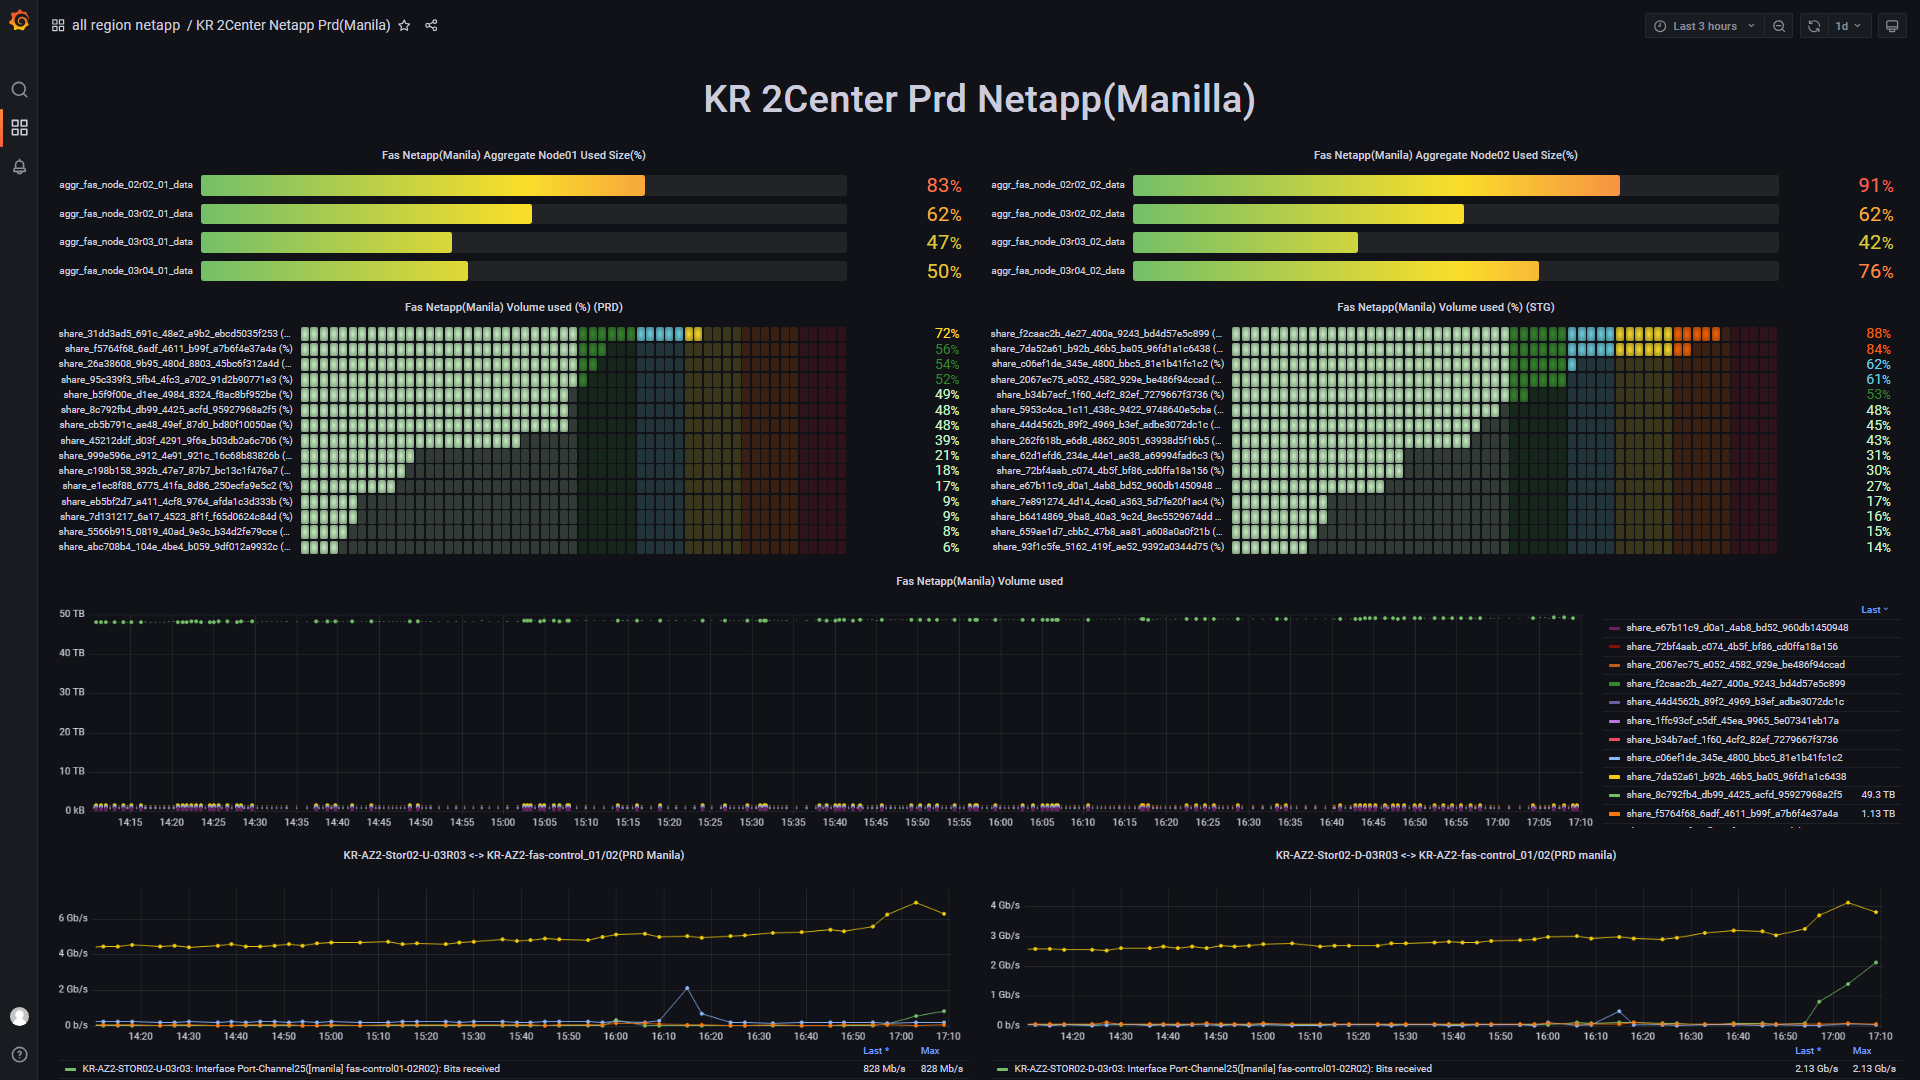 all region netapp / KR 2Center Netapp Prd(Manila)
Last 3 hours
1d
KR 2Center Prd Netapp(Manilla)
Fas Netapp(Manila) Aggregate Node01 Used Size(%)
aggr_fas_node_02r02_01_data 83%
aggr_fas_node_03r02_01_data 62%
aggr_fas_node_03r03_01_data 47%
aggr_fas_node_03r04_01_data 50%
Fas Netapp(Manila) Aggregate Node02 Used Size(%)
aggr_fas_node_02r02_02_data 91%
aggr_fas_node_03r02_02_data 62%
aggr_fas_node_03r03_02_data 42%
aggr_fas_node_03r04_02_data 76%
Fas Netapp(Manila) Volume used (%) (PRD)
share_31dd3ad5_691c_48e2_a9b2_ebcd5035f253 (... 72%
share_f5764f68_6adf_4611_b99f_a7b6f4e37a4a (%) 56%
share_26a38608_9b95_480d_8803_45bc6f312a4d (... 54%
share_95c339f3_5fb4_4fc3_a702_91d2b90771e3 (%) 52%
share_b5f9f00e_d1ee_4984_8324_f8ac8bf952be (... 49%
share_8c792fb4_db99_4425_acfd_95927968a2f5 (%) 48%
share_cb5b791c_ae48_49ef_87d0_bd80f10050ae (%) 48%
share_45212ddf_d03f_4291_9f6a_b03db2a6c706 (%) 39%
share_999e596e_c912_4e91_921c_16c68b83826b (... 21%
share_c198b158_392b_47e7_87b7_bc13c1f476a7 (... 18%
share_e1ec8f88_6775_41fa_8d86_250ecfa9e5c2 (%) 17%
share_eb5bf2d7_a411_4cf8_9764_afda1c3d333b (%) 9%
share_7d131217_6a17_4523_8f1f_f65d0624c84d (%) 9%
share_5566b915_0819_40ad_9e3c_b34d2fe79cce (... 8%
share_abc708b4_104e_4be4_b059_9df012a9932c (... 6%
Fas Netapp(Manila) Volume used (%) (STG)
share_f2caac2b_4e27_400a_9243_bd4d57e5c899 (... 88%
share_7da52a61_b92b_46b5_ba05_96fd1a1c6438 (... 84%
share_c06ef1de_345e_4800_bbc5_81e1b41fc1c2 (%) 62%
share_2067ec75_e052_4582_929e_be486f94ccad (... 61%
share_b34b7acf_1f60_4cf2_82ef_7279667f3736 (%) 53%
share_5953c4ca_1c11_438c_9422_9748640e5cba (... 48%
share_44d4562b_89f2_4969_b3ef_adbe3072dc1c (... 45%
share_262f618b_e6d8_4862_8051_63938d5f16b5 (... 43%
share_62d1efd6_234e_44e1_ae38_a69994fad6c3 (%) 31%
share_72bf4aab_c074_4b5f_bf86_cd0ffa18a156 (%) 30%
share_e67b11c9_d0a1_4ab8_bd52_960db1450948 ... 27%
share_7e891274_4d14_4ce0_a363_5d7fe20f1ac4 (%) 17%
share_b6414869_9ba8_40a3_9c2d_8ec5529674dd ... 16%
share_659ae1d7_cbb2_47b8_aa81_a608a0a0f21b (... 15%
share_93f1c5fe_5162_419f_ae52_9392a0344d75 (%) 14%
Fas Netapp(Manila) Volume used
50 TB
40 TB
30 TB
20 TB
10 TB
0 kB
14:15 14:20 14:25 14:30 14:35 14:40 14:45 14:50 14:55 15:00 15:05 15:10 15:15 15:20 15:25 15:30 15:35 15:40 15:45 15:50 15:55 16:00 16:05 16:10 16:15 16:20 16:25 16:30 16:35 16:40 16:45 16:50 16:55 17:00 17:05 17:10
Last
share_e67b11c9_d0a1_4ab8_bd52_960db1450948
share_72bf4aab_c074_4b5f_bf86_cd0ffa18a156
share_2067ec75_e052_4582_929e_be486f94ccad
share_f2caac2b_4e27_400a_9243_bd4d57e5c899
share_44d4562b_89f2_4969_b3ef_adbe3072dc1c
share_1ffc93cf_c5df_45ea_9965_5e07341eb17a
share_b34b7acf_1f60_4cf2_82ef_7279667f3736
share_c06ef1de_345e_4800_bbc5_81e1b41fc1c2
share_7da52a61_b92b_46b5_ba05_96fd1a1c6438
share_8c792fb4_db99_4425_acfd_95927968a2f5 49.3 TB
share_f5764f68_6adf_4611_b99f_a7b6f4e37a4a 1.13 TB
KR-AZ2-Stor02-U-03R03 <-> KR-AZ2-fas-control_01/02(PRD Manila)
6 Gb/s
4 Gb/s
2 Gb/s
0 b/s
14:20 14:30 14:40 14:50 15:00 15:10 15:20 15:30 15:40 15:50 16:00 16:10 16:20 16:30 16:40 16:50 17:00 17:10
Last * Max
KR-AZ2-STOR02-U-03r03: Interface Port-Channel25([manila] fas-control01-02R02): Bits received 828 Mb/s 828 Mb/s
KR-AZ2-Stor02-D-03R03 <-> KR-AZ2-fas-control_01/02(PRD manila)
4 Gb/s
3 Gb/s
2 Gb/s
1 Gb/s
0 b/s
14:20 14:30 14:40 14:50 15:00 15:10 15:20 15:30 15:40 15:50 16:00 16:10 16:20 16:30 16:40 16:50 17:00 17:10
Last * Max
KR-AZ2-STOR02-D-03r03: Interface Port-Channel25([manila] fas-control01-02R02): Bits received 2.13 Gb/s 2.13 Gb/s